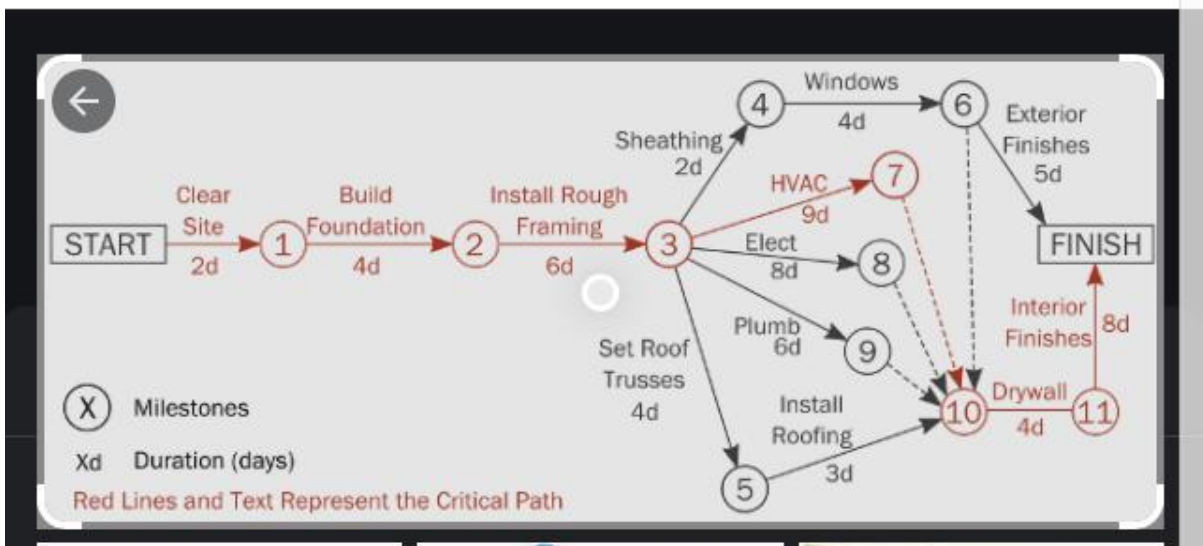 Windows
4
6
4d
Exterior
Finishes
5d
Sheathing
2d
HVAC
9d
7
Clear
Site
2d
Build
Foundation
4d
Install Rough
Framing
6d
START
1
2
3
Elect
8d
8
FINISH
Plumb
6d
9
Interior
Finishes
8d
Set Roof
Trusses
4d
Install
Roofing
3d
10
Drywall
4d
11
5
X
Milestones
Xd
Duration (days)
Red Lines and Text Represent the Critical Path